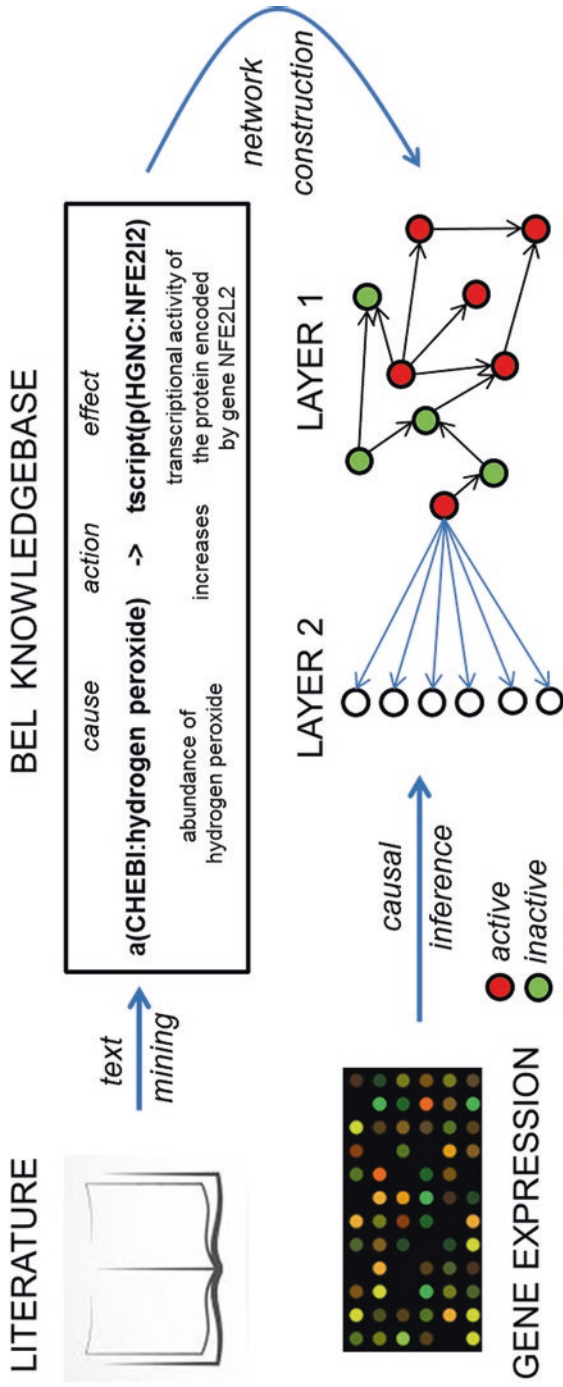 LITERATURE
text
mining
BEL KNOWLEDGEBASE
cause action effect
a(CHEBI:hydrogen peroxide) -> tscript(p(HGNC:NFE2l2)
abundance of
hydrogen peroxide
increases
transcriptional activity of
the protein encoded
by gene NFE2L2
network
construction
GENE EXPRESSION
causal
inference
active
inactive
LAYER 2
LAYER 1